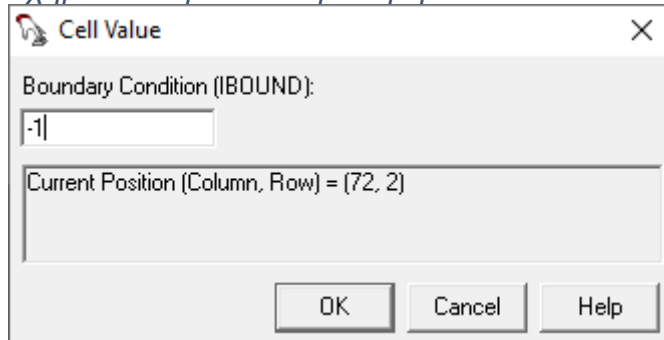 Cell Value
Boundary Condition (IBOUND):
-1
Current Position (Column, Row) = (72, 2)
OK
Cancel
Help